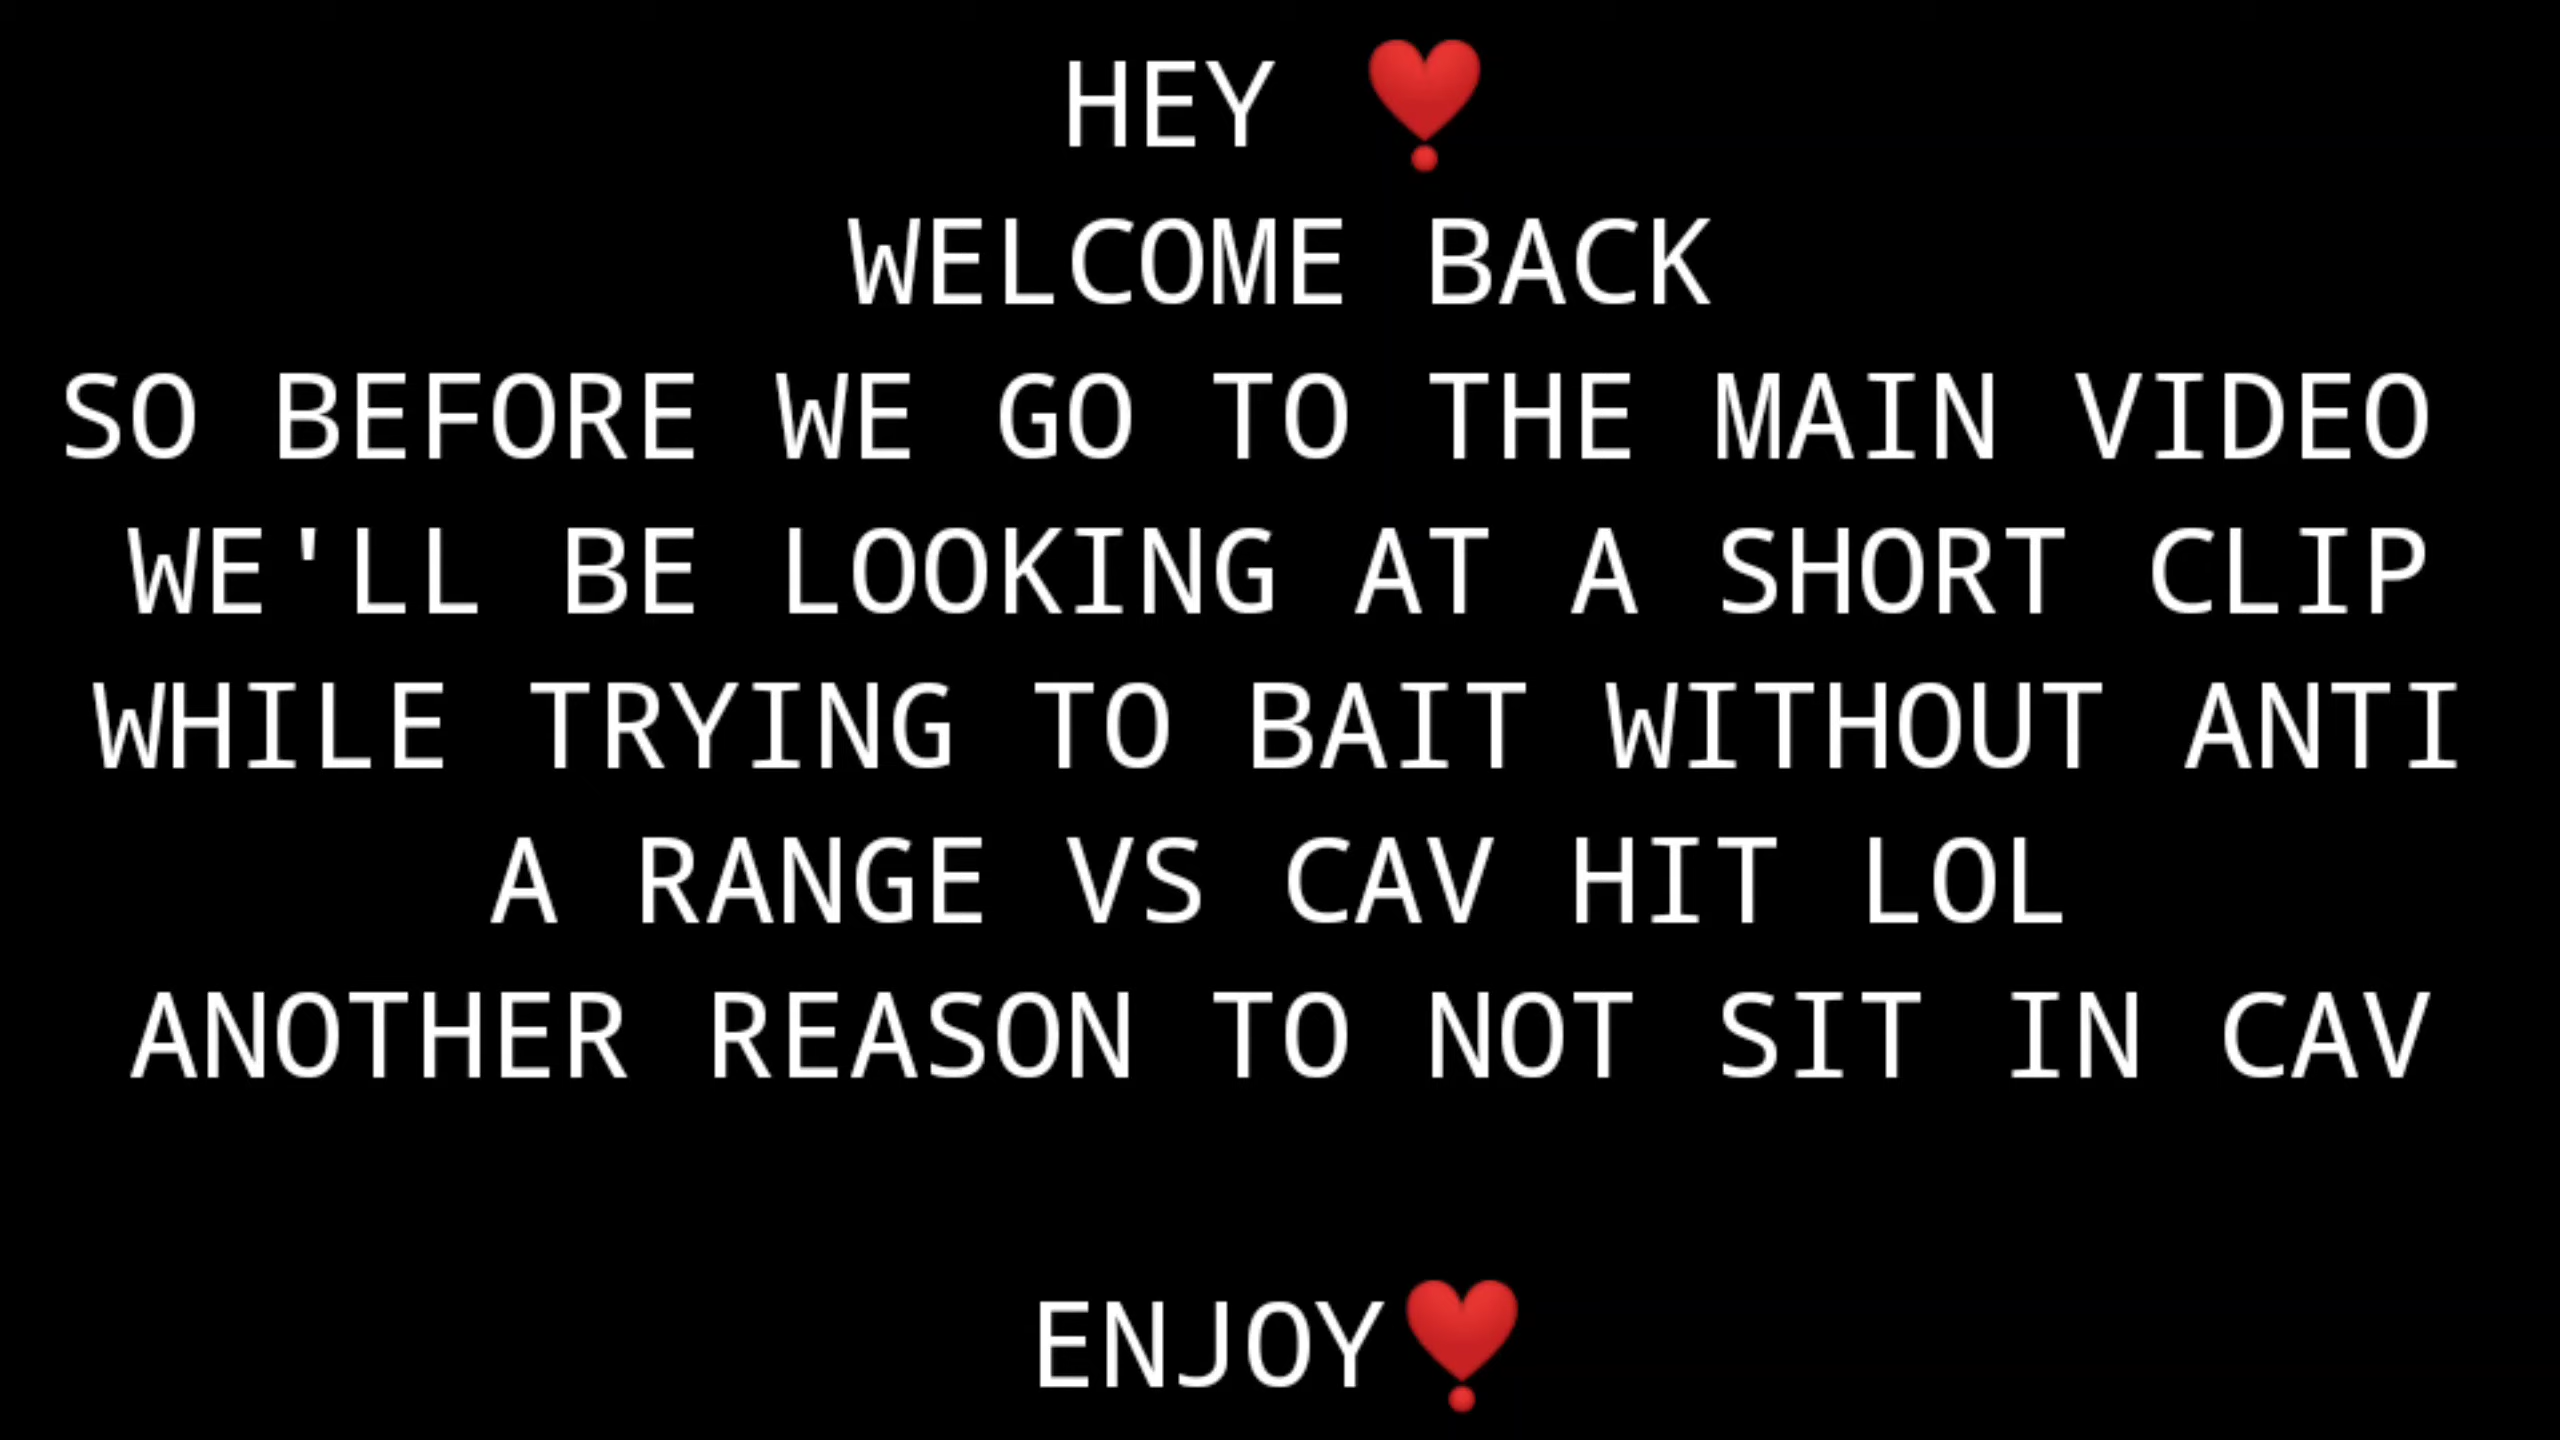 HEY ❣️
WELCOME BACK
SO BEFORE WE GO TO THE MAIN VIDEO
WE'LL BE LOOKING AT A SHORT CLIP
WHILE TRYING TO BAIT WITHOUT ANTI
A RANGE VS CAV HIT LOL
ANOTHER REASON TO NOT SIT IN CAV
ENJOY❣️